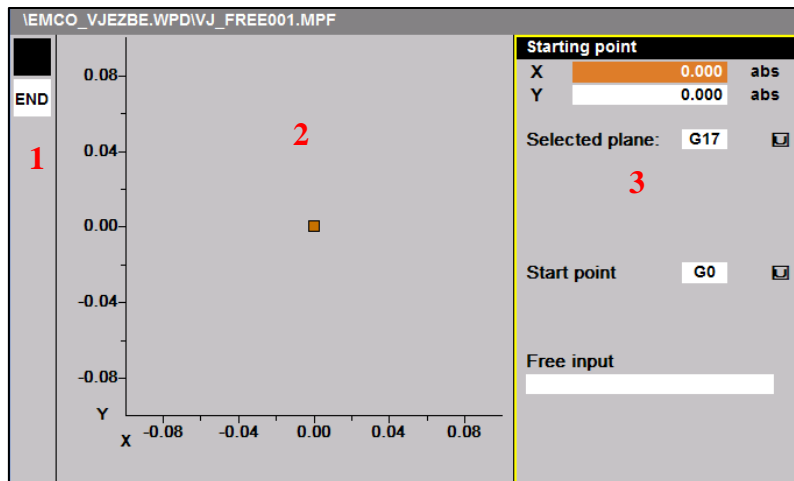 \EMCO_VJEZBE.WPD\VJ_FREE001.MPF
END
1
2
0.08
0.04
0.00
-0.04
-0.08
Y
X
-0.08 -0.04 0.00 0.04 0.08
Starting point
X 0.000 abs
Y 0.000 abs
Selected plane: G17
3
Start point G0
Free input